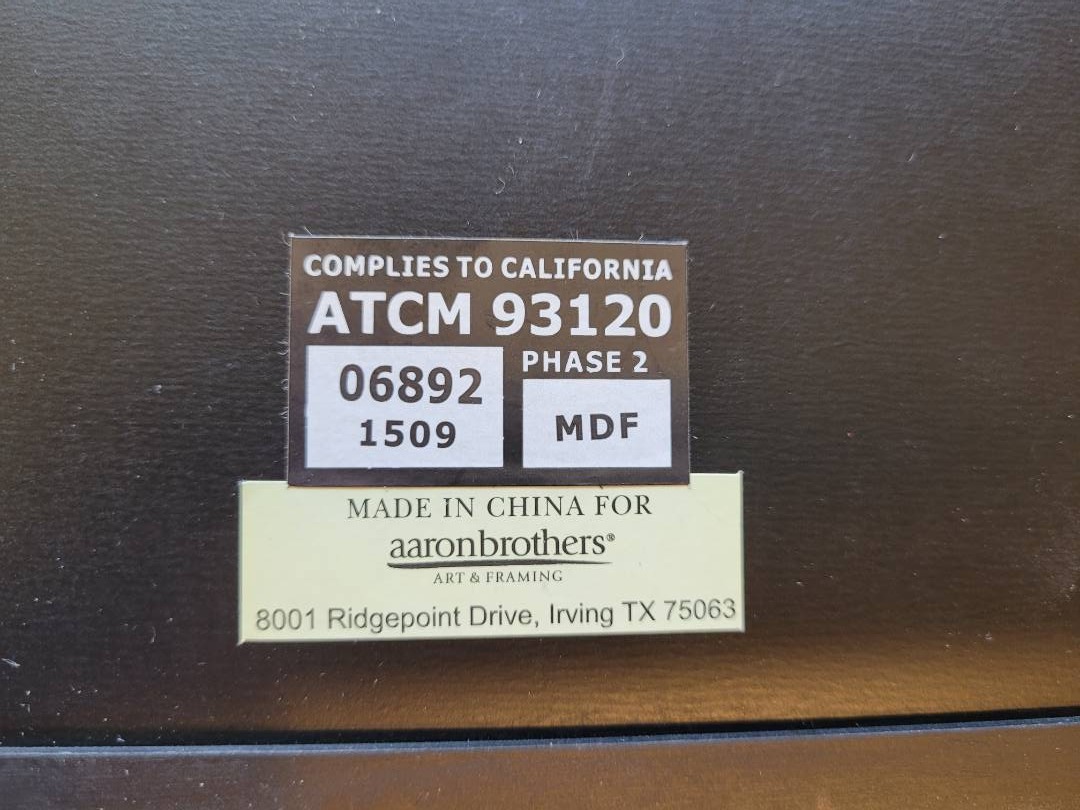 COMPLIES TO CALIFORNIA
ATCM 93120
06892
1509
PHASE 2
MDF
MADE IN CHINA FOR
aaronbrothers®
ART & FRAMING
8001 Ridgepoint Drive, Irving TX 75063